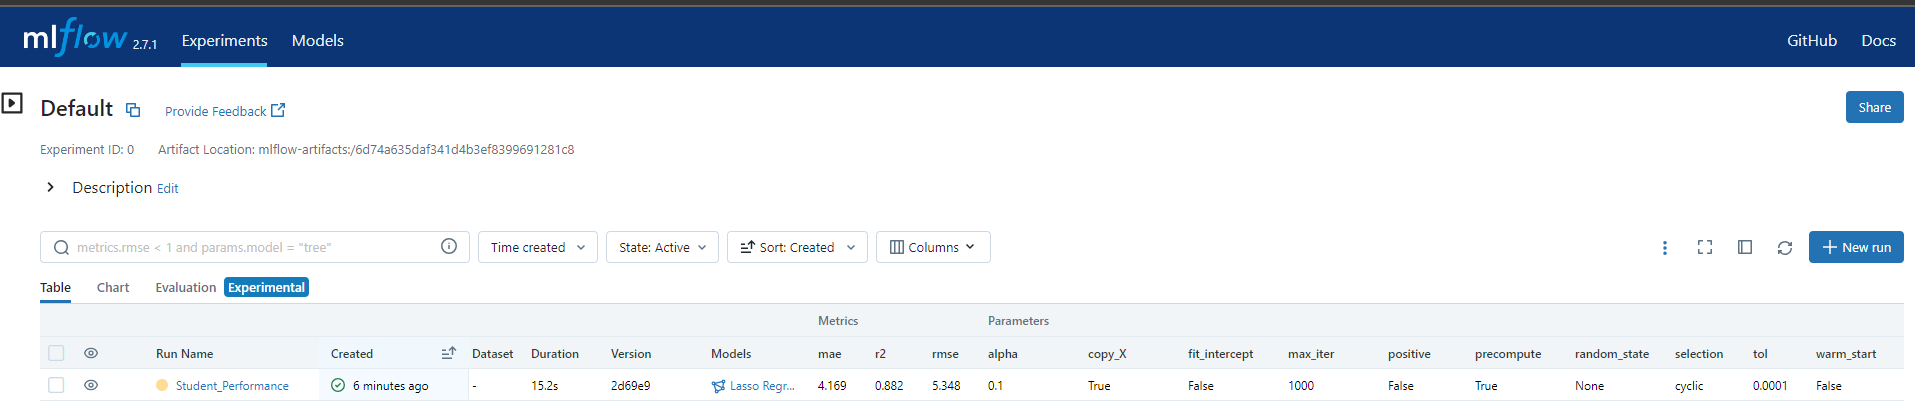 mlflow 2.7.1 Experiments Models GitHub Docs
Default Provide Feedback Share
Experiment ID: 0 Artifact Location: mlflow-artifacts:/6d74a635daf341d4b3ef8399691281c8
Description Edit
metrics.rmse < 1 and params.model = "tree" Time created State: Active Sort: Created Columns New run
Table Chart Evaluation Experimental
Metrics Parameters
Run Name Created Dataset Duration Version Models mae r2 rmse alpha copy_X fit_intercept max_iter positive precompute random_state selection tol warm_start
Student_Performance 6 minutes ago - 15.2s 2d69e9 Lasso Regr... 4.169 0.882 5.348 0.1 True False 1000 False True None cyclic 0.0001 False